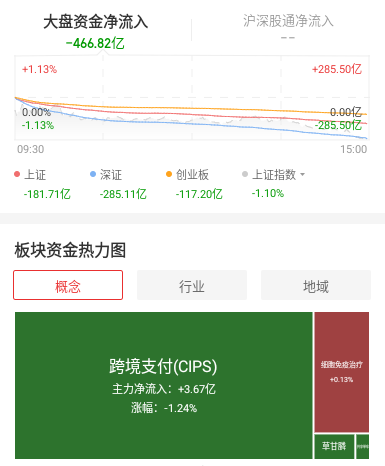 大盘资金净流入
沪深股通净流入
-466.82亿
--
+1.13%
+285.50亿
0.00%
0.00亿
-1.13%
-285.50亿
09:30
15:00
上证
深证
创业板
上证指数
-181.71亿
-285.11亿
-117.20亿
-1.10%
板块资金热力图
概念
行业
地域
跨境支付(CIPS)
主力净流入：+3.67亿
涨幅：-1.24%
细胞免疫治疗
+0.13%
草甘膦